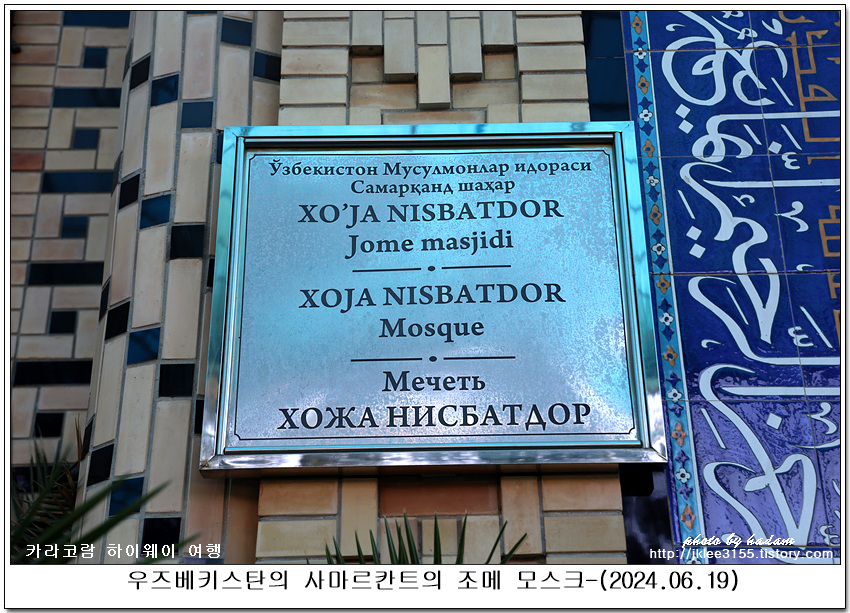 Ўзбекистон Мусулмонлар идораси
Самарқанд шаҳар
XO’JA NISBATDOR
Jome masjidi
XOJA NISBATDOR
Mosque
Мечеть
ХОЖА НИСБАТДОР
카라코람 하이웨이 여행
photo by hadam
http://jklee3155.tistory.com
우즈베키스탄의 사마르칸트의 조메 모스크-(2024.06.19)